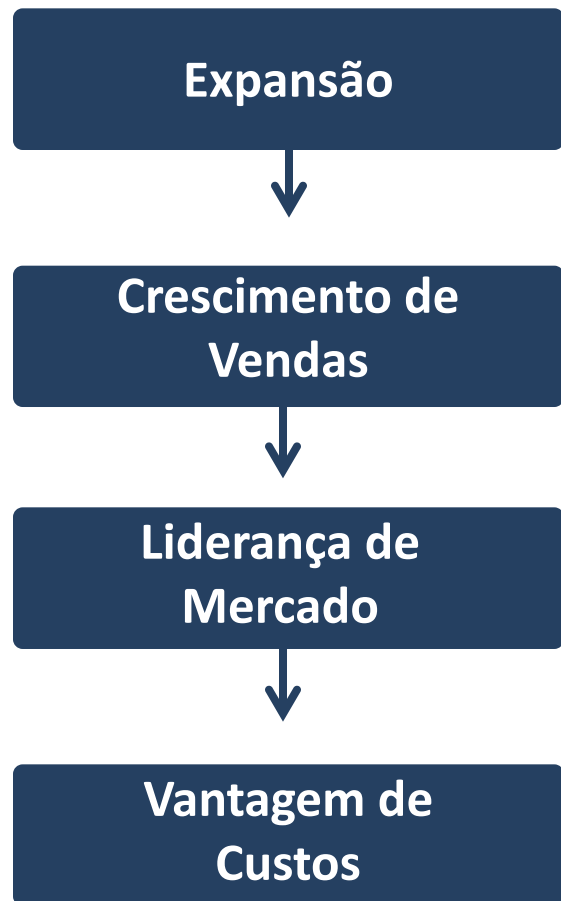 Expansão
Crescimento de
Vendas
Liderança de
Mercado
Vantagem de
Custos